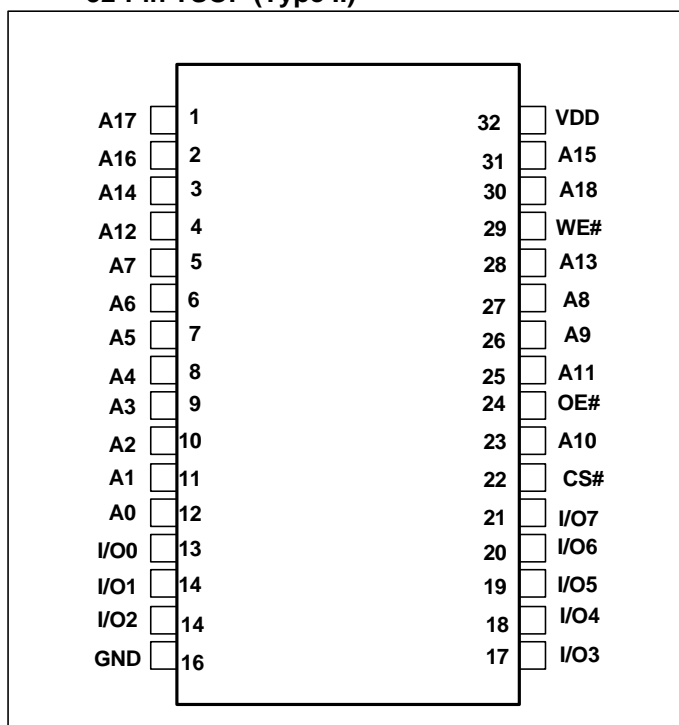 (Type II)
A17 1 32 VDD
A16 2 31 A15
A14 3 30 A18
A12 4 29 WE#
A7 5 28 A13
A6 6 27 A8
A5 7 26 A9
A4 8 25 A11
A3 9 24 OE#
A2 10 23 A10
A1 11 22 CS#
A0 12 21 I/O7
I/O0 13 20 I/O6
I/O1 14 19 I/O5
I/O2 14 18 I/O4
GND 16 17 I/O3